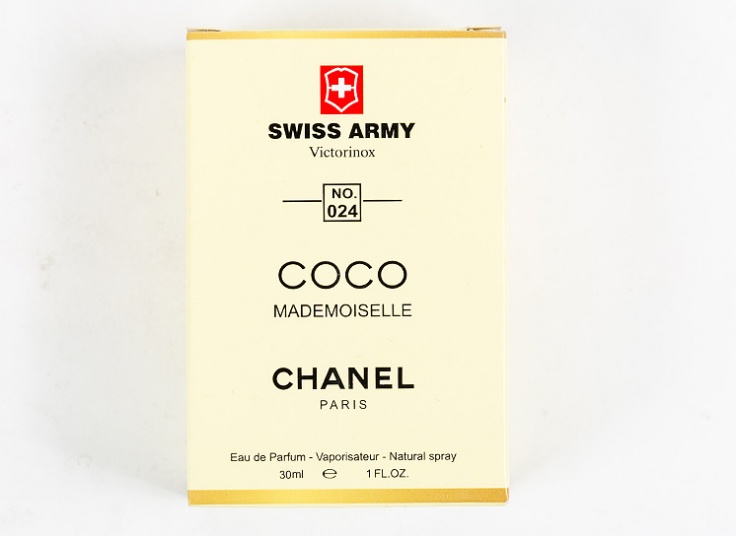 SWISS ARMY
Victorinox
NO.
024
COCO
MADEMOISELLE
CHANEL
PARIS
Eau de Parfum - Vaporisateur - Natural spray
30ml ℮ 1 FL.OZ.